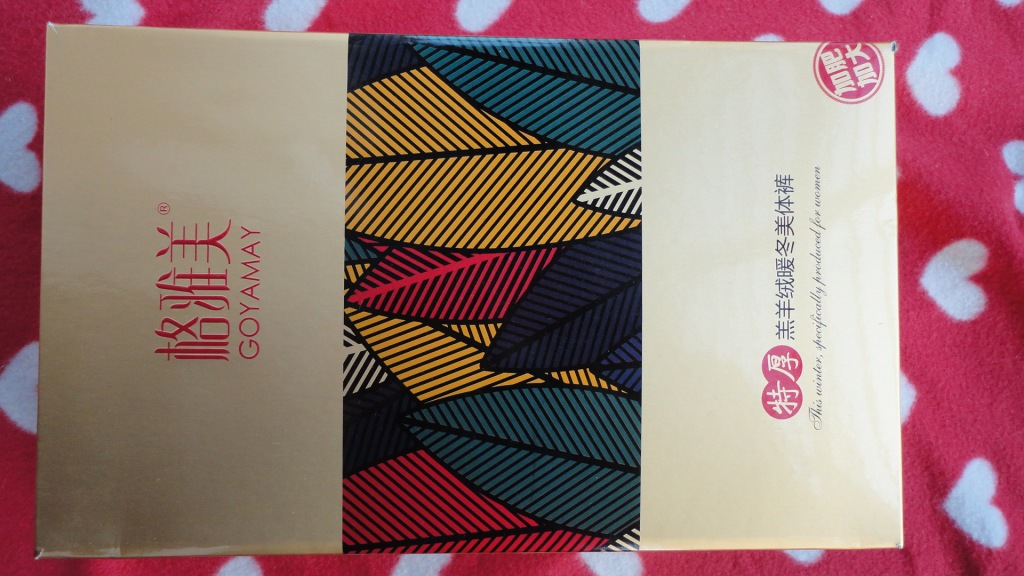 格雅美®
GOYAMAY
加肥
加大
特厚 羔羊绒暖冬美体裤
This winter, specifically produced for women